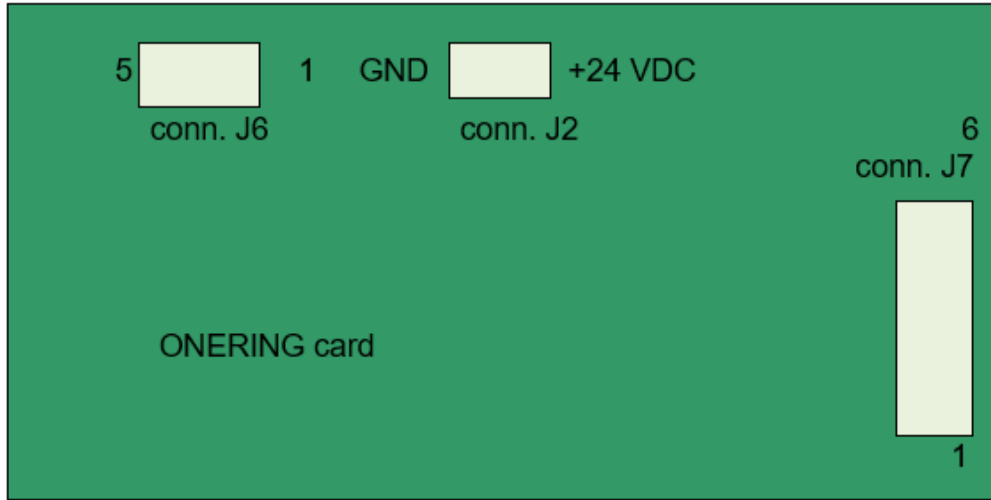 5 1 GND +24 VDC
conn. J6 conn. J2
6
conn. J7
ONERING card
1